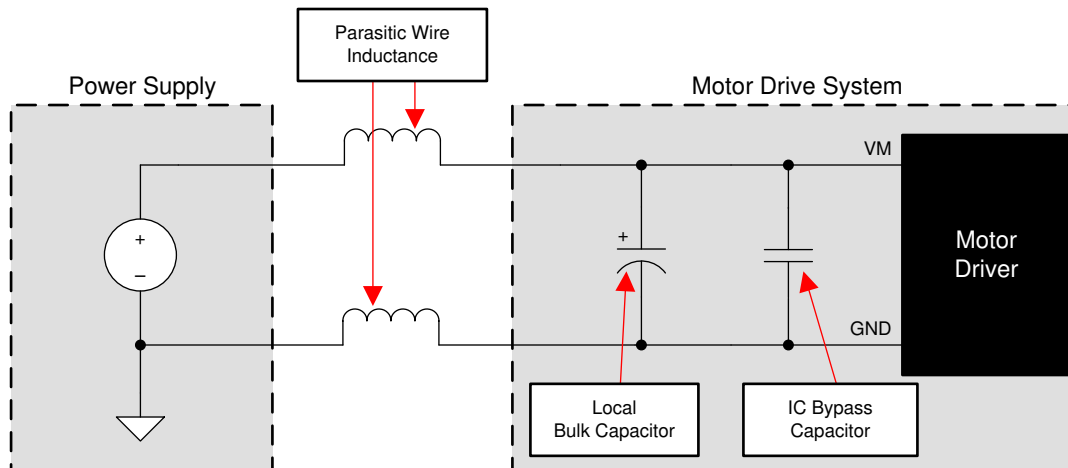 Parasitic Wire
Inductance
Power Supply
Motor Drive System
VM
+
–
+
Motor
Driver
GND
Local
Bulk Capacitor
IC Bypass
Capacitor